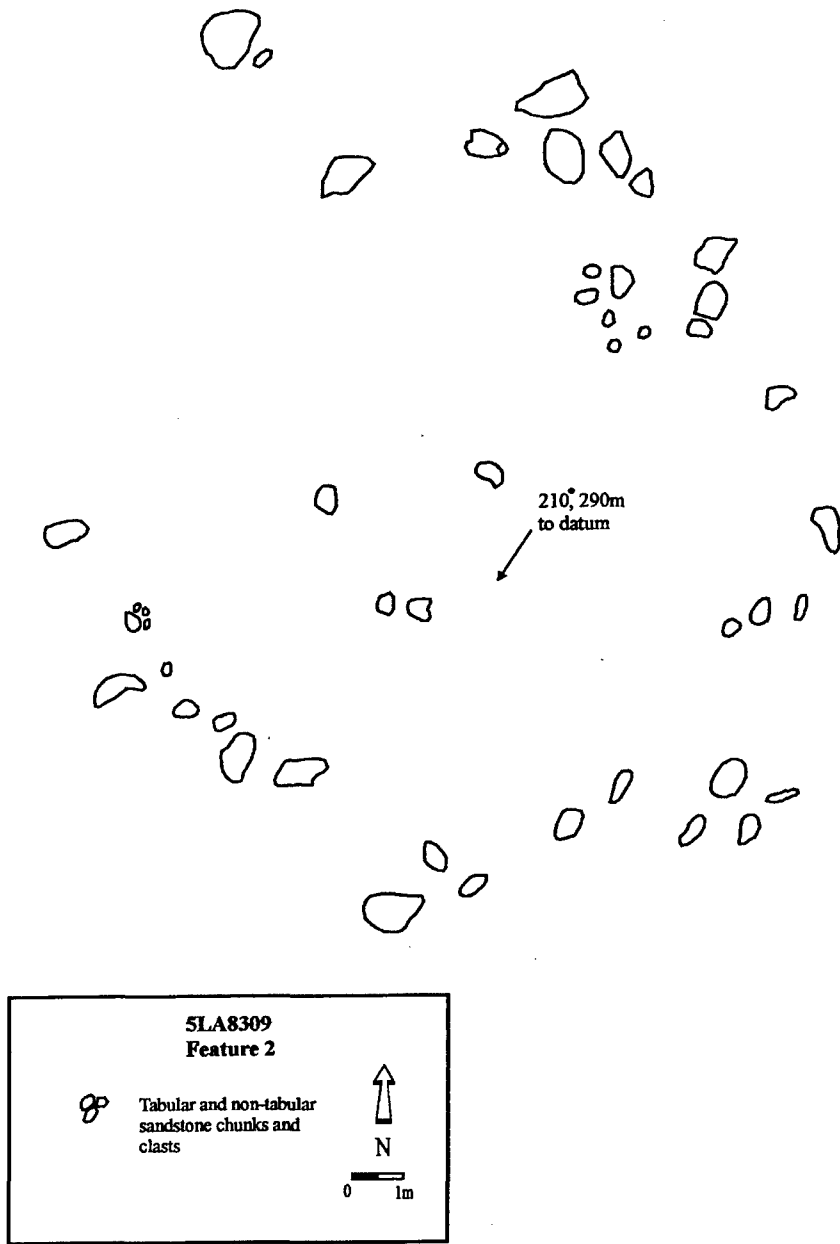 210°, 290m
to datum
5LA8309
Feature 2
Tabular and non-tabular
sandstone chunks and
clasts
N
0 1m